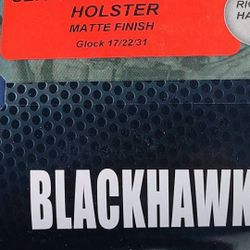 HOLSTER
MATTE FINISH
Glock 17/22/31
BLACKHAWK